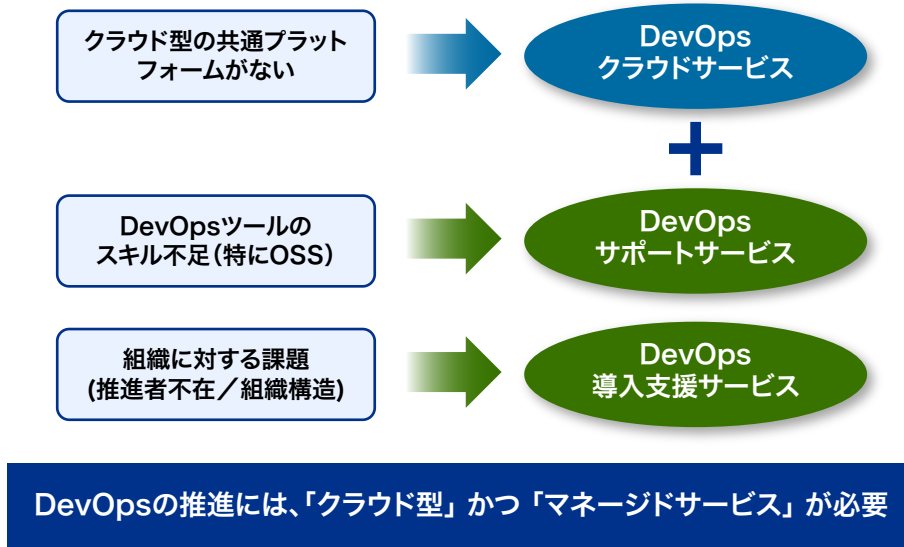 クラウド型の共通プラット
フォームがない
DevOps
クラウドサービス
+
DevOpsツールの
スキル不足（特にOSS）
DevOps
サポートサービス
組織に対する課題
(推進者不在／組織構造)
DevOps
導入支援サービス
DevOpsの推進には、「クラウド型」かつ「マネージドサービス」が必要